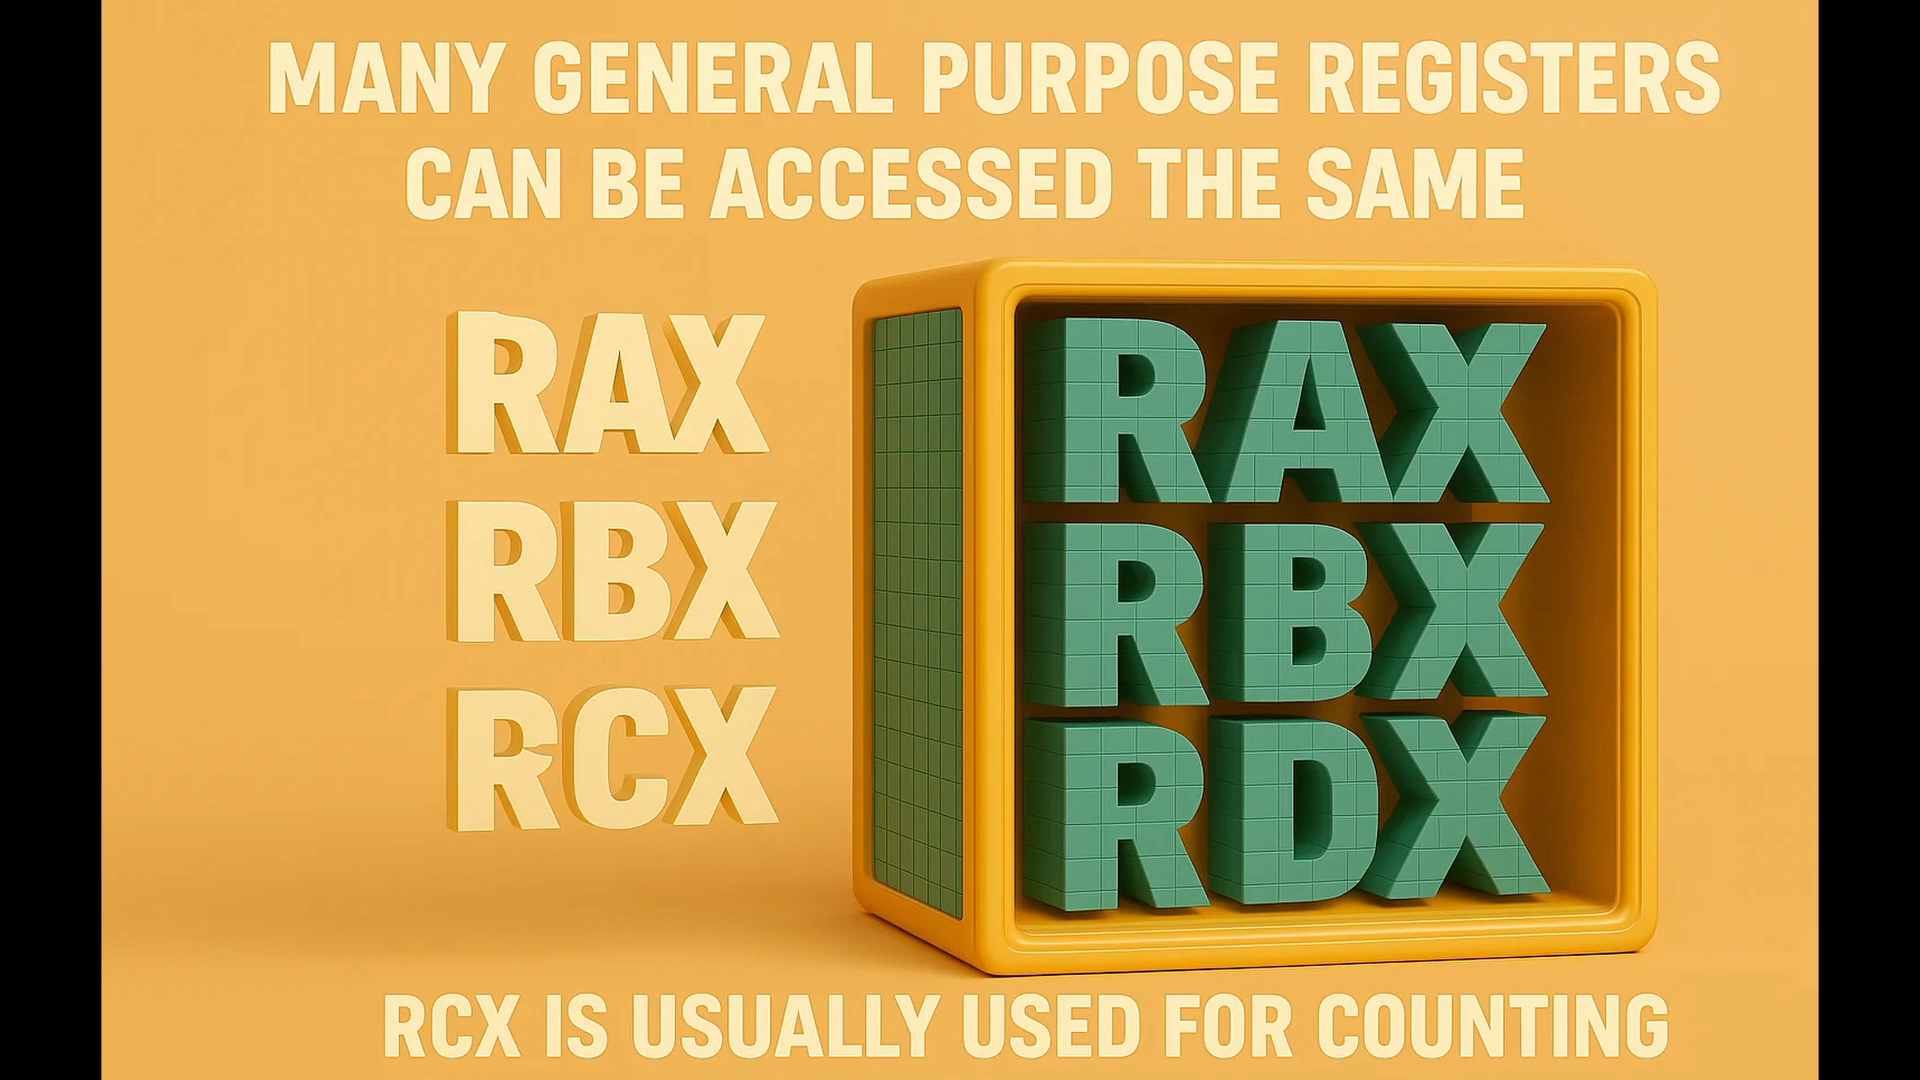 MANY GENERAL PURPOSE REGISTERS
CAN BE ACCESSED THE SAME
RAX
RBX
RCX
RAX
RBX
RDX
RCX IS USUALLY USED FOR COUNTING